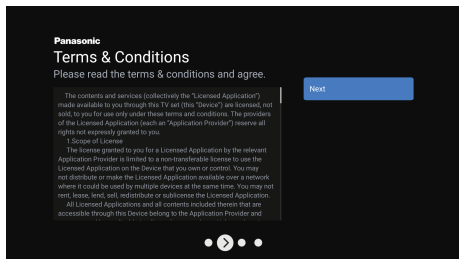 Panasonic
Terms & Conditions
Please read the terms & conditions and agree.
The contents and services (collectively the "Licensed Application")
made available to you through this TV set (this "Device") are licensed, not
sold, to you for use only under these terms and conditions. The providers
of the Licensed Application (each an "Application Provider") reserve all
rights not expressly granted to you.
1.Scope of License
The license granted to you for a Licensed Application by the relevant
Application Provider is limited to a non-transferable license to use the
Licensed Application on the Device that you own or control. You may
not distribute or make the Licensed Application available over a network
where it could be used by multiple devices at the same time. You may not
rent, lease, lend, sell, redistribute or sublicense the Licensed Application.
All Licensed Applications and all contents included therein that are
accessible through this Device belong to the Application Provider and
Next